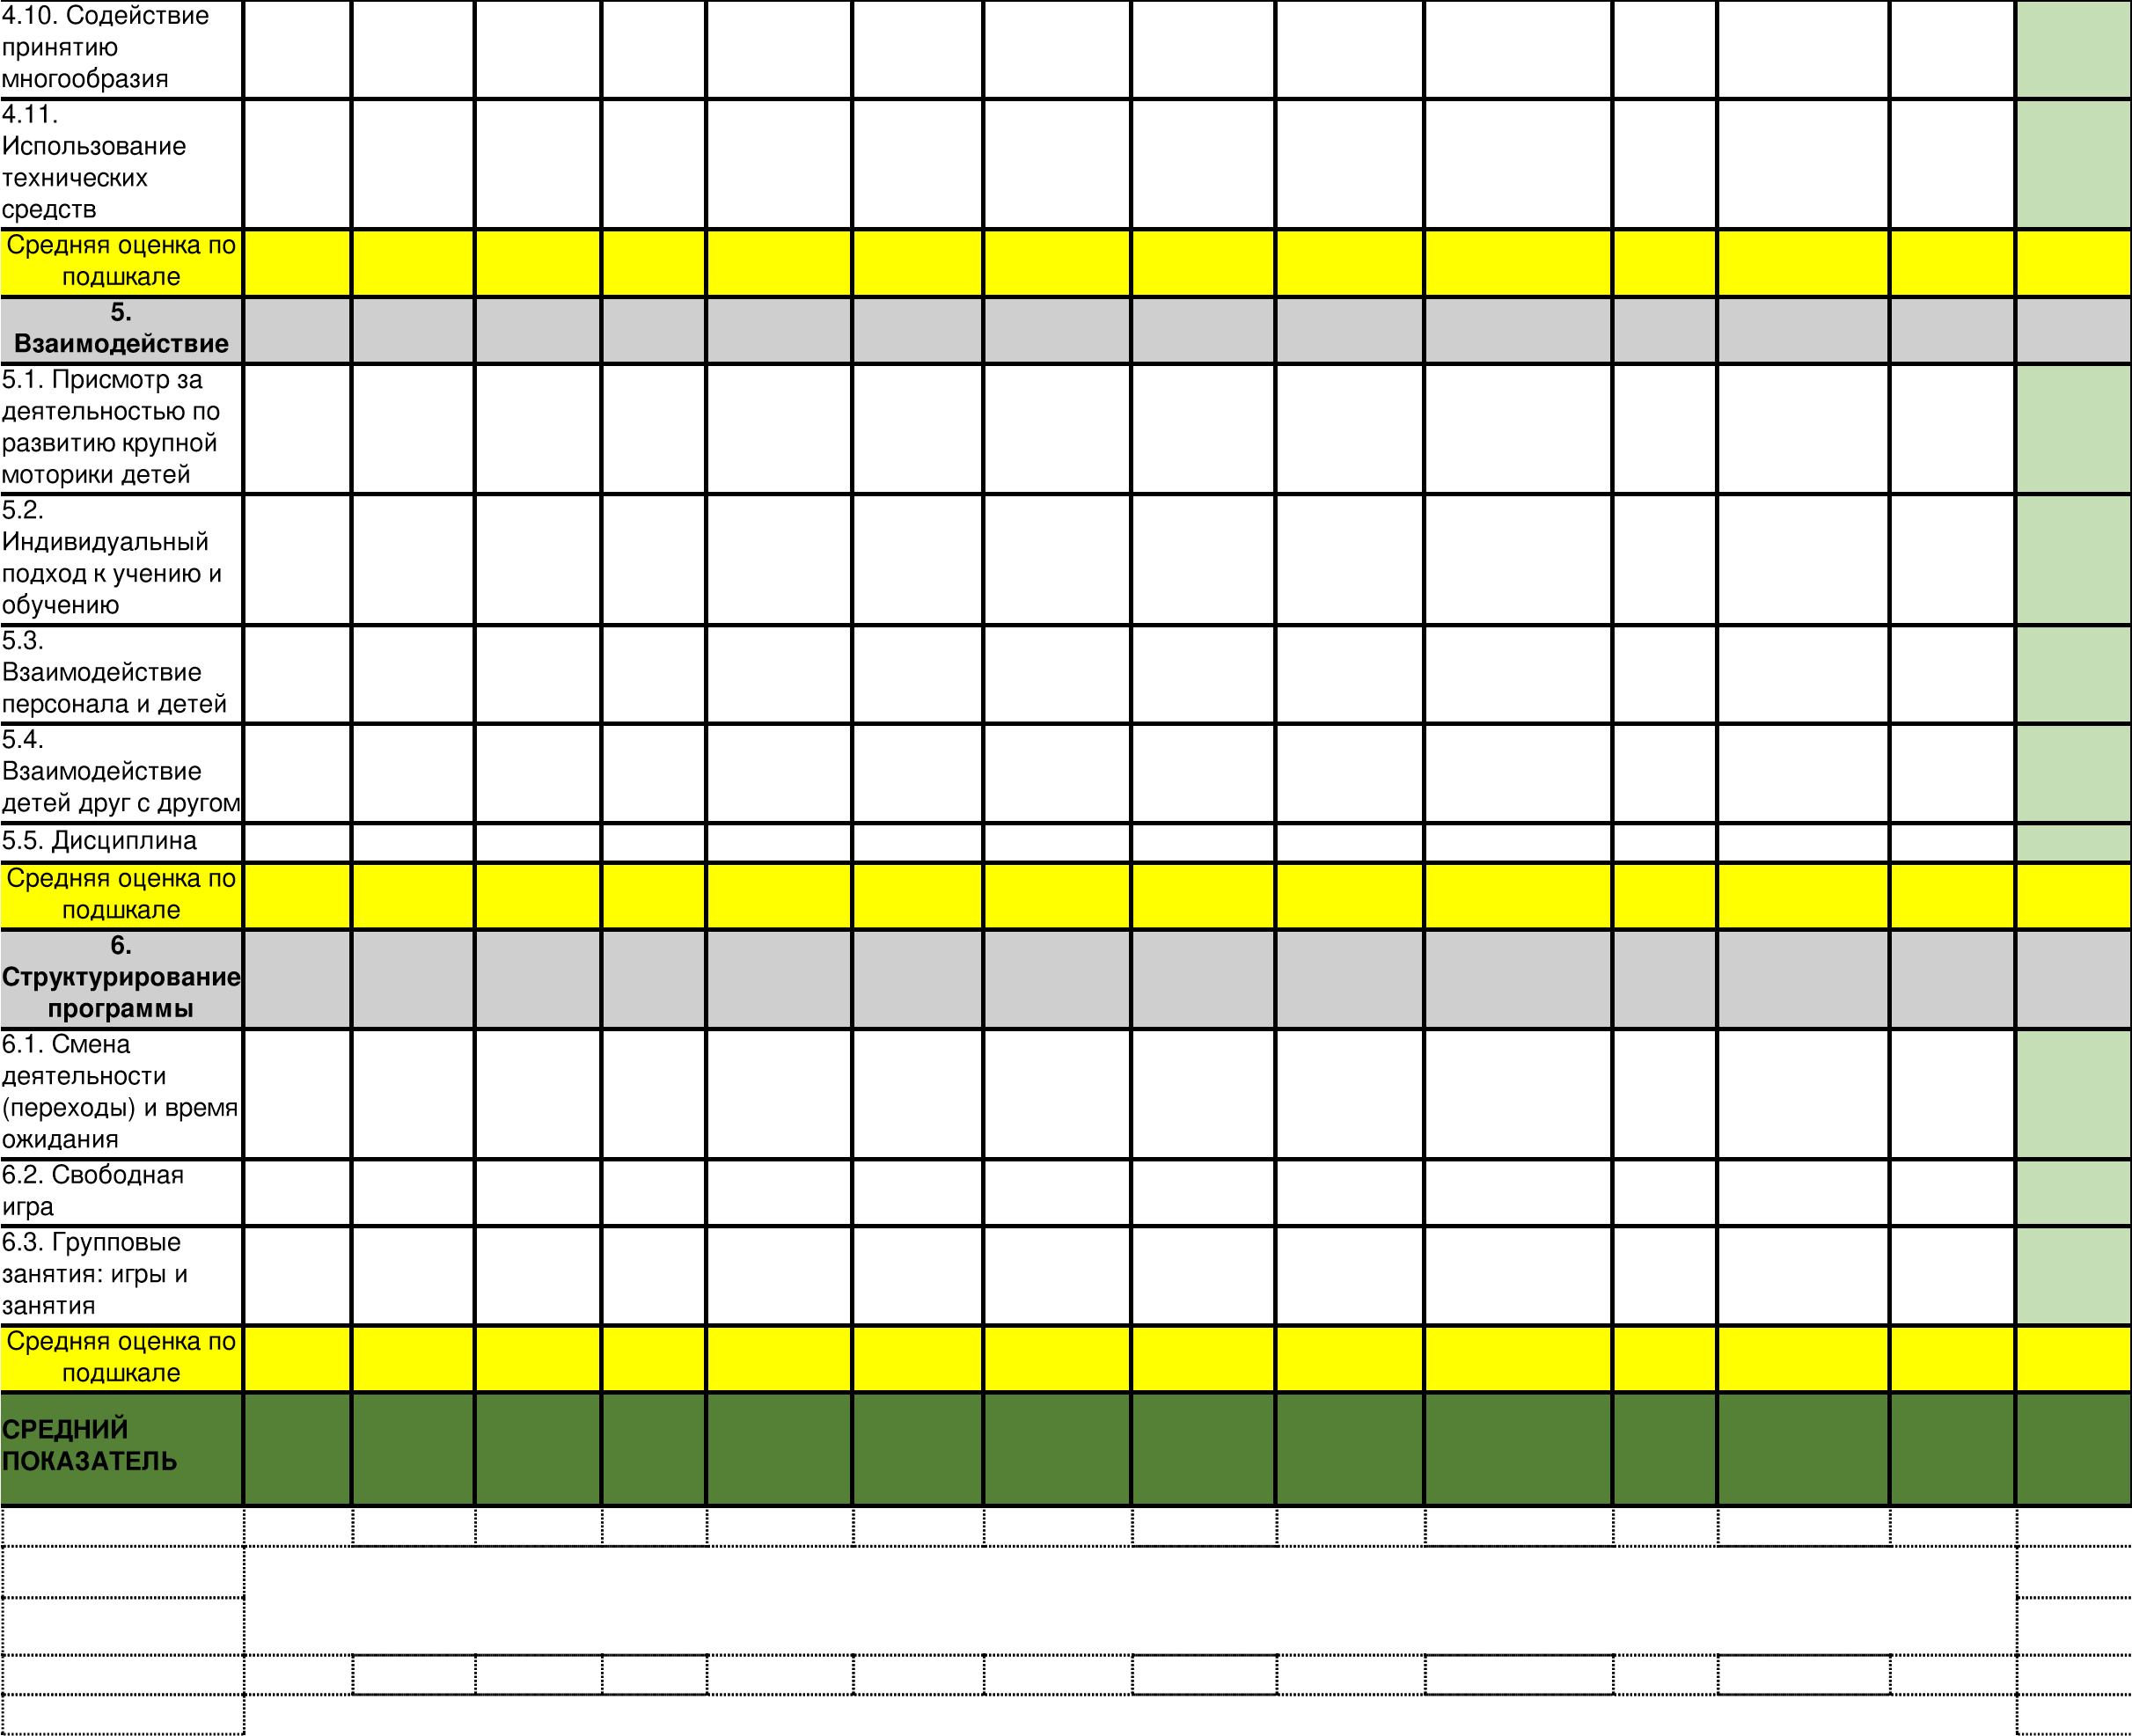 4.10. Содействие
принятию
многообразия
4.11.
Использование
технических
средств
Средняя оценка по
подшкале
5.
Взаимодействие
5.1. Присмотр за
деятельностью по
развитию крупной
моторики детей
5.2.
Индивидуальный
подход к учению и
обучению
5.3.
Взаимодействие
персонала и детей
5.4.
Взаимодействие
детей друг с другом
5.5. Дисциплина
Средняя оценка по
подшкале
6.
Структурирование
программы
6.1. Смена
деятельности
(переходы) и время
ожидания
6.2. Свободная
игра
6.3. Групповые
занятия: игры и
занятия
Средняя оценка по
подшкале
СРЕДНИЙ
ПОКАЗАТЕЛЬ